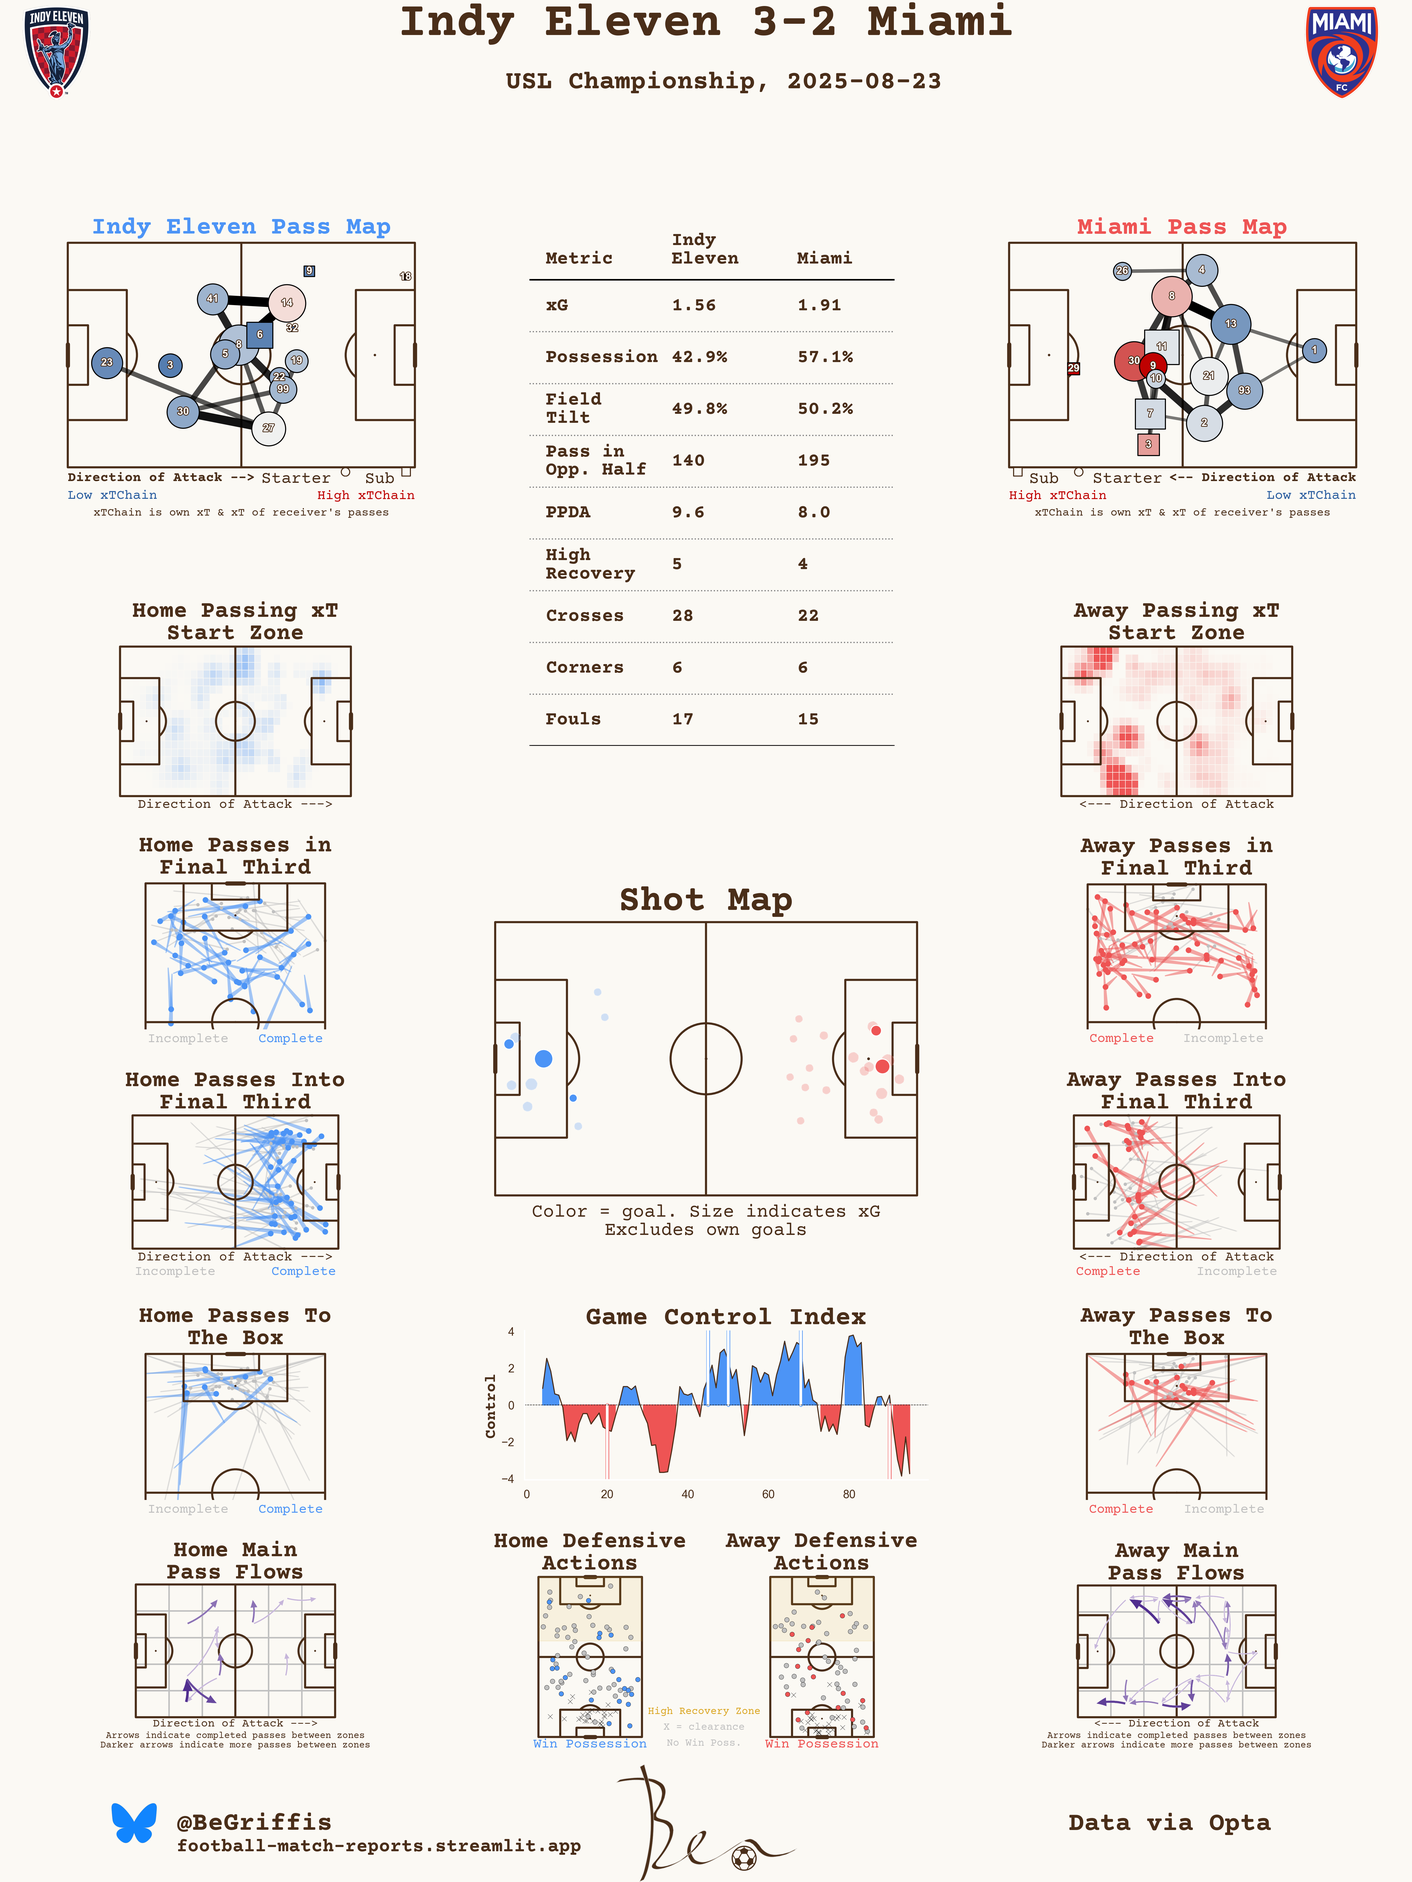 Indy Eleven 3-2 Miami
USL Championship, 2025-08-23
INDY ELEVEN
MIAMI
FC
Indy Eleven Pass Map
9
18
41
14
32
6
8
5
3
19
22
99
23
30
27
Direction of Attack --> Starter Sub
Low xTChain High xTChain
xTChain is own xT & xT of receiver's passes
Metric Indy Eleven Miami
xG 1.56 1.91
Possession 42.9% 57.1%
Field Tilt 49.8% 50.2%
Pass in Opp. Half 140 195
PPDA 9.6 8.0
High Recovery 5 4
Crosses 28 22
Corners 6 6
Fouls 17 15
Miami Pass Map
26
4
8
13
11
1
30
9
29
10
21
93
7
2
3
Sub Starter <-- Direction of Attack
High xTChain Low xTChain
xTChain is own xT & xT of receiver's passes
Home Passing xT
Start Zone
Direction of Attack --->
Away Passing xT
Start Zone
<--- Direction of Attack
Home Passes in
Final Third
Incomplete Complete
Away Passes in
Final Third
Complete Incomplete
Shot Map
Color = goal. Size indicates xG
Excludes own goals
Home Passes Into
Final Third
Direction of Attack --->
Incomplete Complete
Away Passes Into
Final Third
<--- Direction of Attack
Complete Incomplete
Home Passes To
The Box
Incomplete Complete
Game Control Index
Control
4
2
0
−2
−4
0 20 40 60 80
Away Passes To
The Box
Complete Incomplete
Home Main
Pass Flows
Direction of Attack --->
Arrows indicate completed passes between zones
Darker arrows indicate more passes between zones
Home Defensive
Actions
Win Possession
High Recovery Zone
X = clearance
No Win Poss.
Away Defensive
Actions
Win Possession
Away Main
Pass Flows
<--- Direction of Attack
Arrows indicate completed passes between zones
Darker arrows indicate more passes between zones
@BeGriffis
football-match-reports.streamlit.app
Ben
Data via Opta